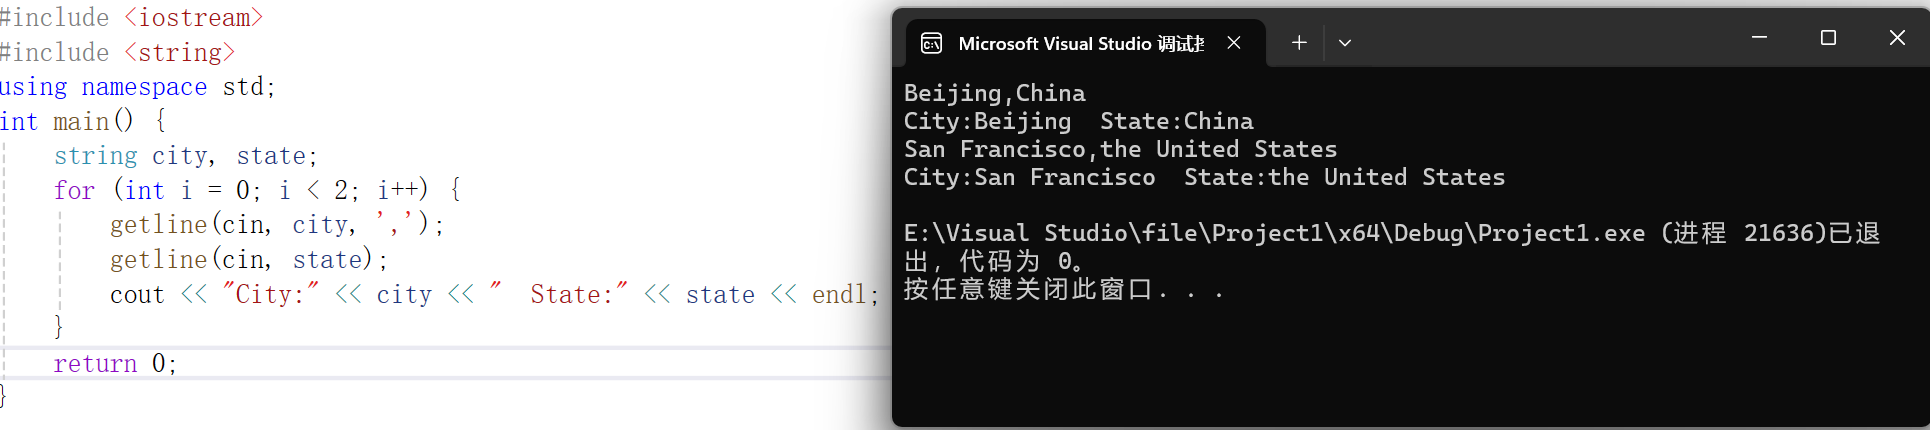 #include <iostream>
#include <string>
using namespace std;
int main() {
    string city, state;
    for (int i = 0; i < 2; i++) {
        getline(cin, city, ',');
        getline(cin, state);
        cout << "City:" << city << "  State:" << state << endl;
    }
    return 0;
}
Microsoft Visual Studio 调试
Beijing,China
City:Beijing  State:China
San Francisco,the United States
City:San Francisco  State:the United States
E:\Visual Studio\file\Project1\x64\Debug\Project1.exe (进程 21636)已退
出，代码为 0。
按任意键关闭此窗口. . .